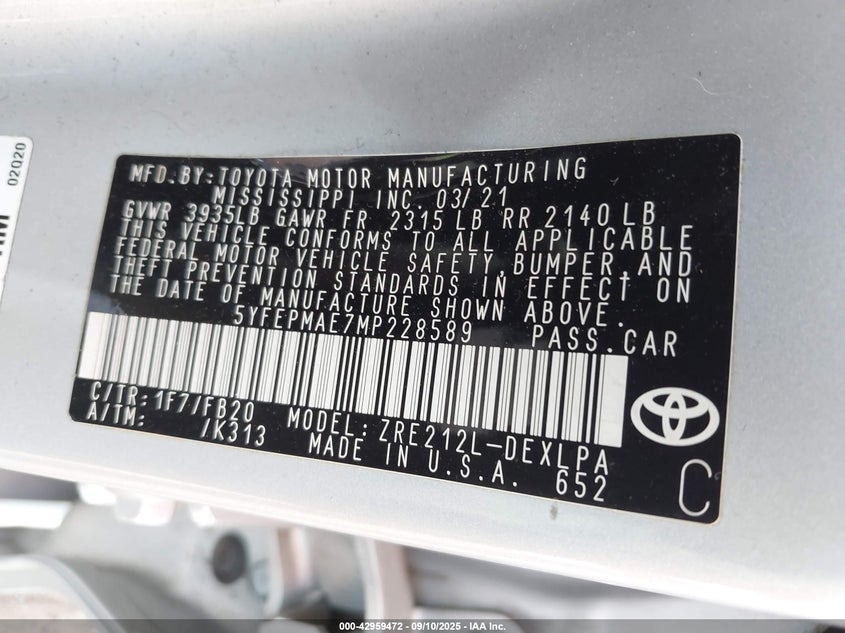 02020
MFD.BY:TOYOTA MOTOR MANUFACTURING
MISSISSIPPI INC 03/21
GVWR 3935LB GAWR FR 2315 LB RR 2140 LB
THIS VEHICLE CONFORMS TO ALL APPLICABLE
FEDERAL MOTOR VEHICLE SAFETY,BUMPER,AND
THEFT PREVENTION STANDARDS IN EFFECT ON
THE DATE OF MANUFACTURE SHOWN ABOVE.
5YFEPMAE7MP228589 PASS.CAR
C/TR:1F7/FB20 MODEL:ZRE212L-DEXLPA
A/TM: /K313 MADE IN U.S.A. 652
C
000-42959472 - 09/10/2025 - IAA Inc.